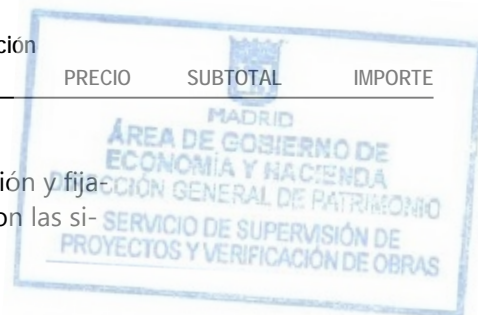 ción
PRECIO SUBTOTAL IMPORTE
MADRID
ÁREA DE GOBIERNO DE
ECONOMÍA Y HACIENDA
ión y fija-
DIRECCIÓN GENERAL DE PATRIMONIO
on las si-
SERVICIO DE SUPERVISIÓN DE
PROYECTOS Y VERIFICACIÓN DE OBRAS